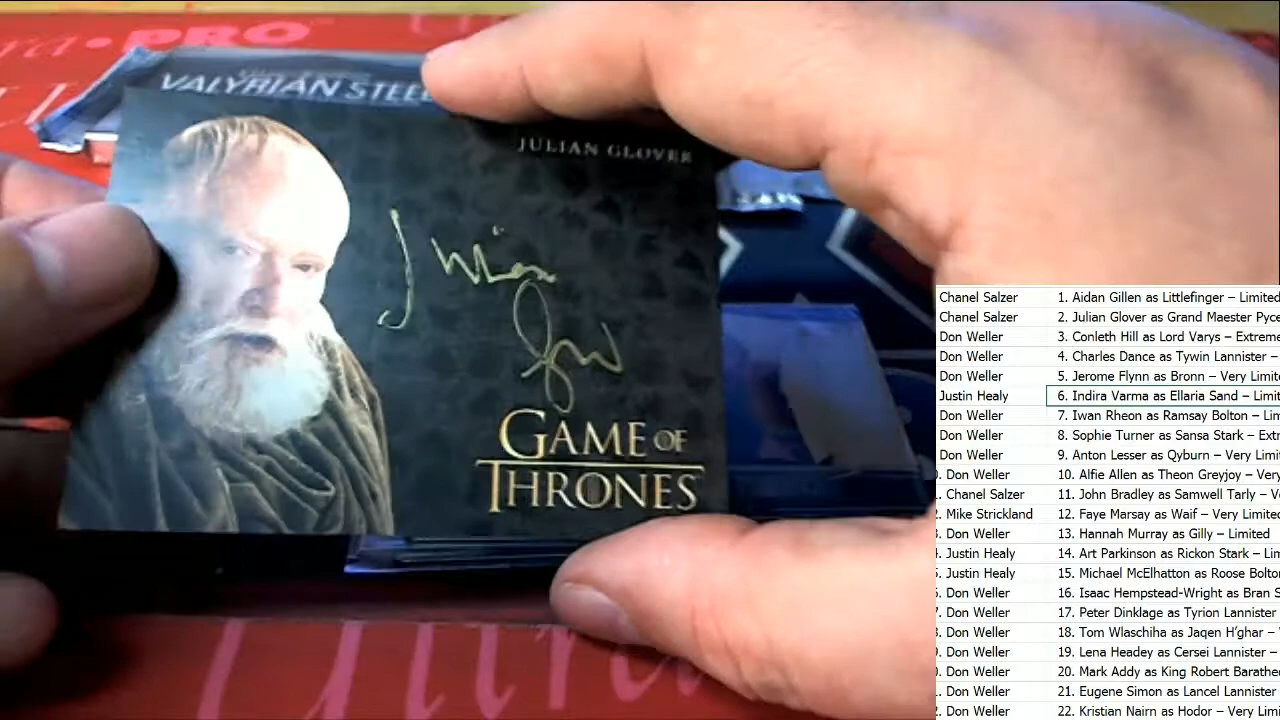 ra•PRO
VALYRIAN STEEL
JULIAN GLOVER
Julian
Glover
GAME OF
THRONES
Ultra
Chanel Salzer 1. Aidan Gillen as Littlefinger – Limited
Chanel Salzer 2. Julian Glover as Grand Maester Pyce
Don Weller 3. Conleth Hill as Lord Varys – Extreme
Don Weller 4. Charles Dance as Tywin Lannister –
Don Weller 5. Jerome Flynn as Bronn – Very Limite
Justin Healy 6. Indira Varma as Ellaria Sand – Limit
Don Weller 7. Iwan Rheon as Ramsay Bolton – Lim
Don Weller 8. Sophie Turner as Sansa Stark – Extr
Don Weller 9. Anton Lesser as Qyburn – Very Limit
. Don Weller 10. Alfie Allen as Theon Greyjoy – Very
. Chanel Salzer 11. John Bradley as Samwell Tarly – V
2. Mike Strickland 12. Faye Marsay as Waif – Very Limited
. Don Weller 13. Hannah Murray as Gilly – Limited
. Justin Healy 14. Art Parkinson as Rickon Stark – Lim
. Justin Healy 15. Michael McElhatton as Roose Bolto
. Don Weller 16. Isaac Hempstead-Wright as Bran S
. Don Weller 17. Peter Dinklage as Tyrion Lannister
. Don Weller 18. Tom Wlaschiha as Jaqen H'ghar –
. Don Weller 19. Lena Headey as Cersei Lannister –
. Don Weller 20. Mark Addy as King Robert Barathe
. Don Weller 21. Eugene Simon as Lancel Lannister
2. Don Weller 22. Kristian Nairn as Hodor – Very Limi